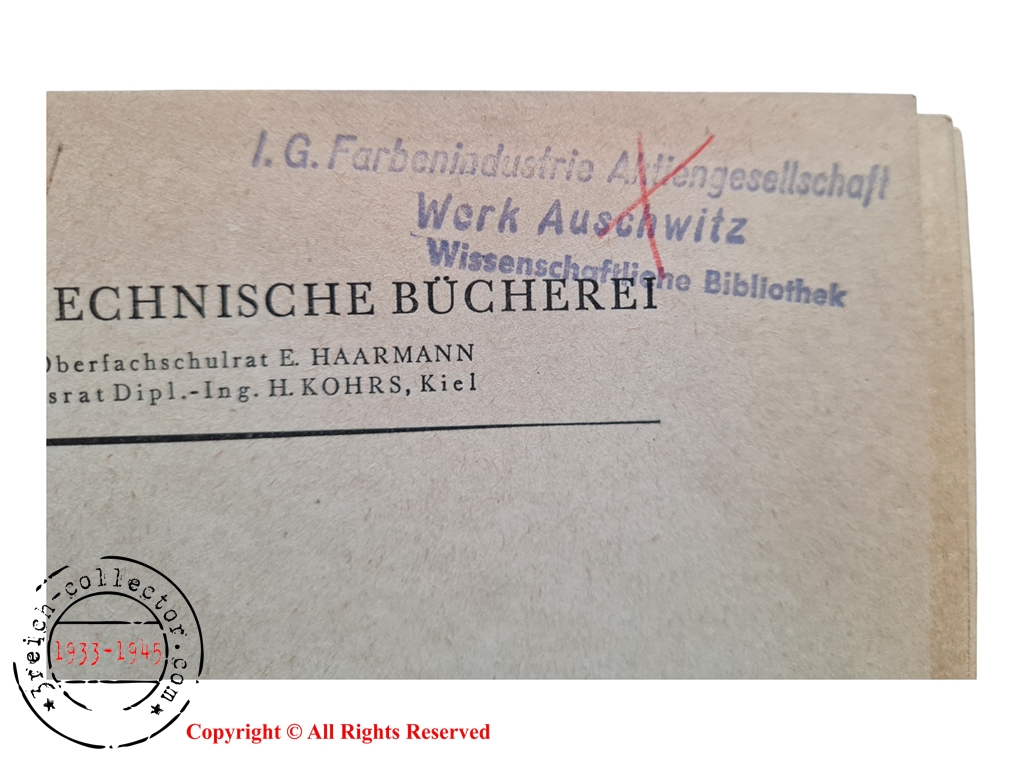 I. G. Farbenindustrie Aktiengesellschaft
Werk Auschwitz
Wissenschaftliche Bibliothek
ECHNISCHE BÜCHEREI
Oberfachschulrat E. HAARMANN
srat Dipl.-Ing. H. KOHRS, Kiel
3reich-collector.com
1933-1945
Copyright © All Rights Reserved